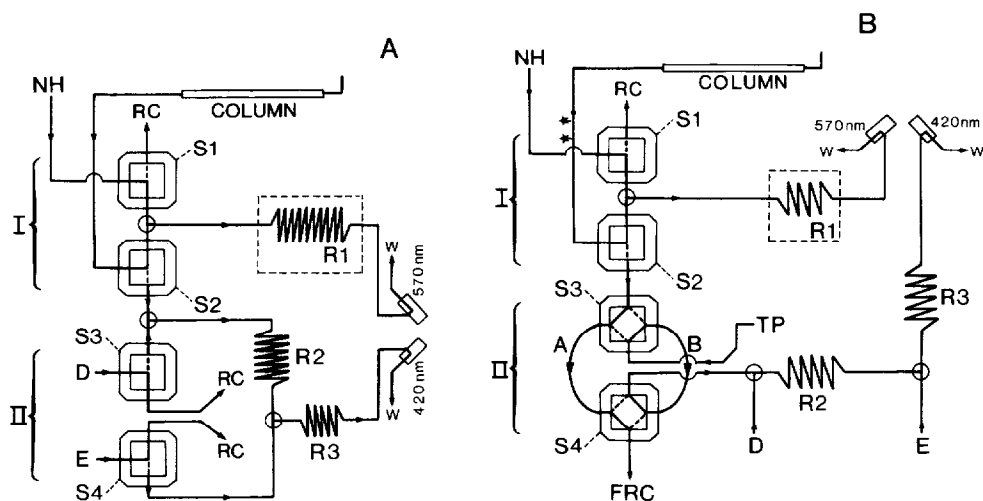 A
NH
RC
COLUMN
S1
I
R1
W
570nm
S2
S3
D
RC
R2
II
RC
E
R3
W
420nm
S4
B
NH
RC
COLUMN
S1
570nm
420nm
W
W
I
R1
S2
S3
R3
A
B
TP
II
R2
S4
D
E
FRC